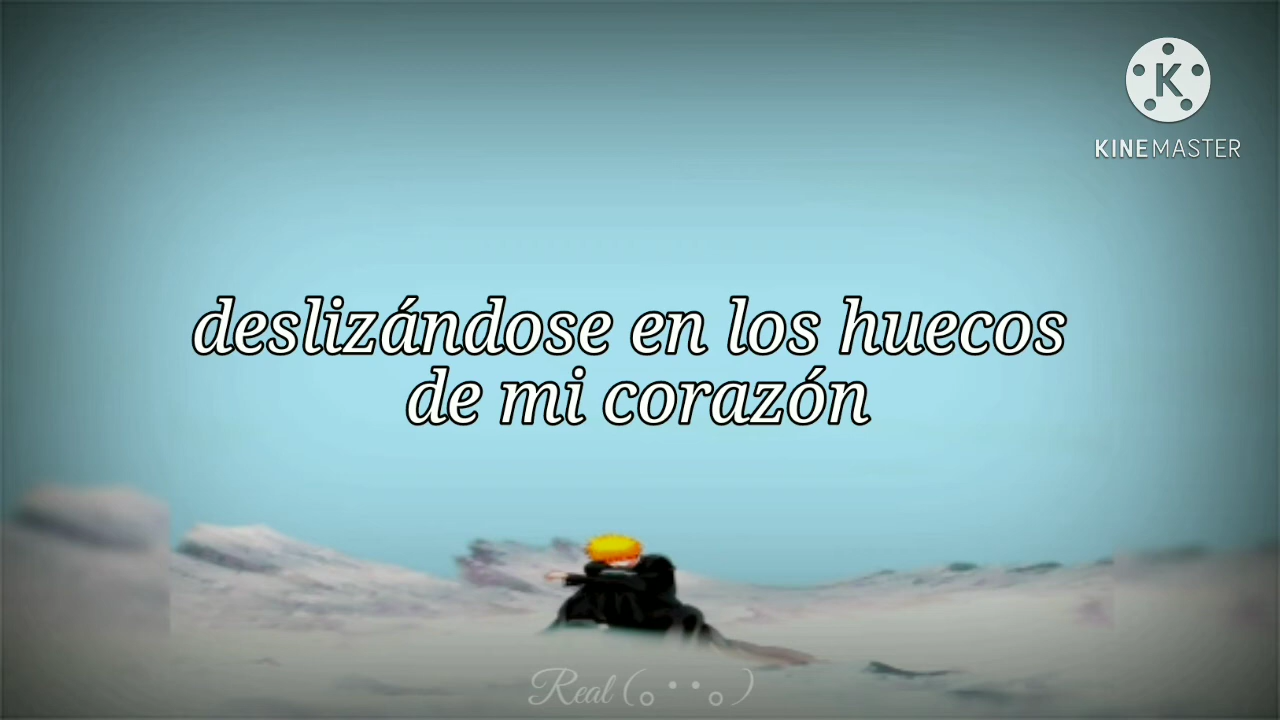 K
KINEMASTER
deslizándose en los huecos
de mi corazón
Real (｡••｡)